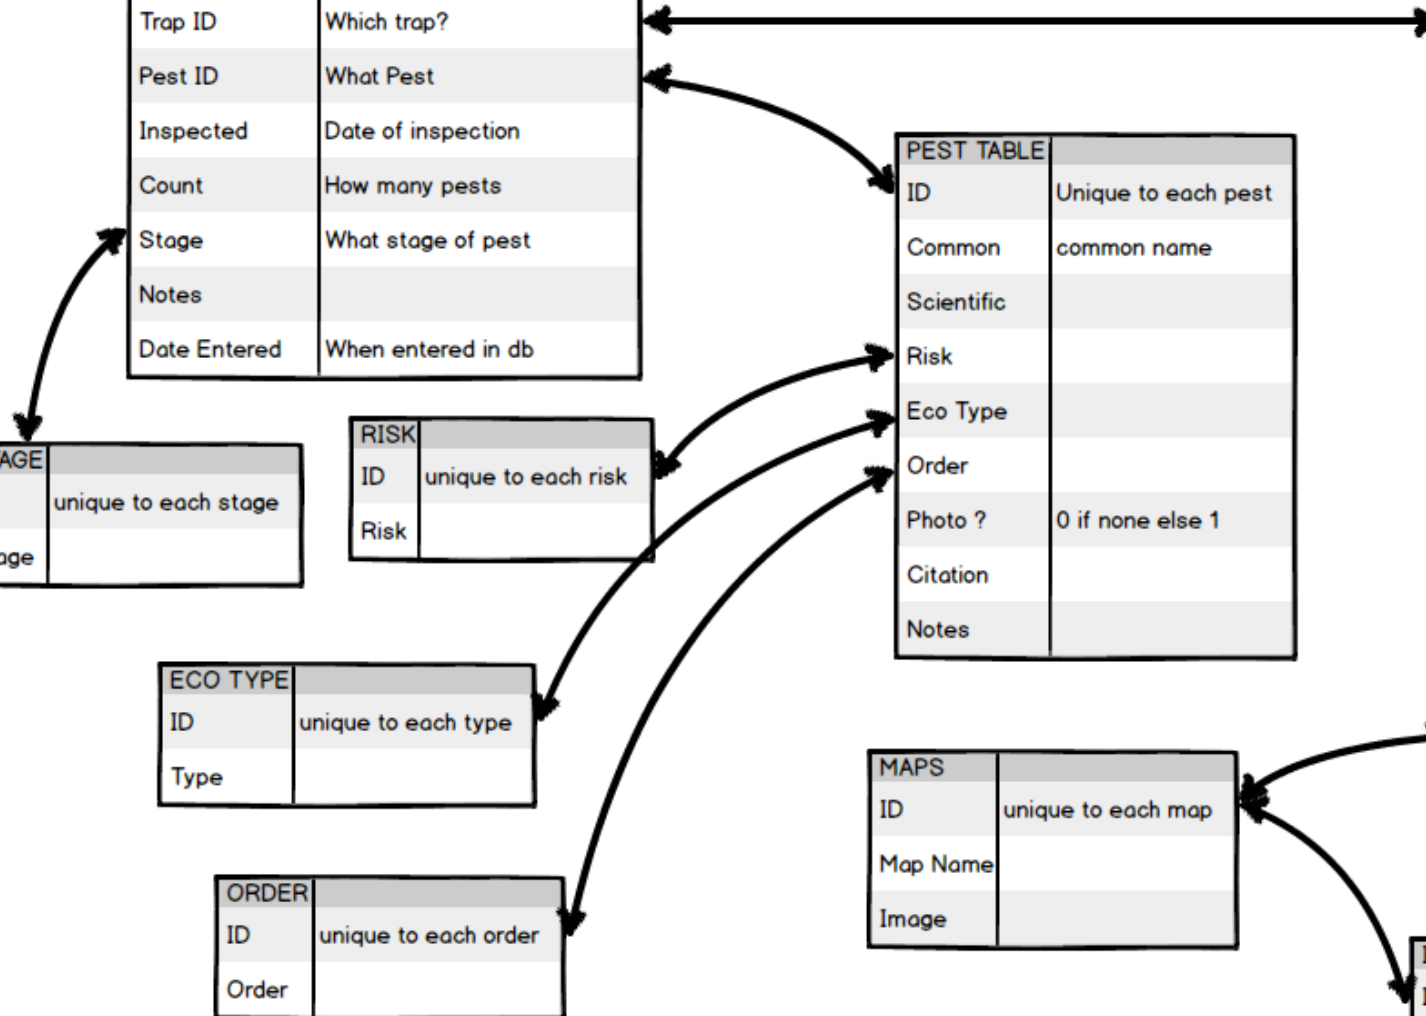 Trap ID Which trap?
Pest ID What Pest
Inspected Date of inspection
Count How many pests
Stage What stage of pest
Notes
Date Entered When entered in db
PEST TABLE
ID Unique to each pest
Common common name
Scientific
Risk
Eco Type
Order
Photo ? 0 if none else 1
Citation
Notes
AGE
unique to each stage
age
RISK
ID unique to each risk
Risk
ECO TYPE
ID unique to each type
Type
ORDER
ID unique to each order
Order
MAPS
ID unique to each map
Map Name
Image